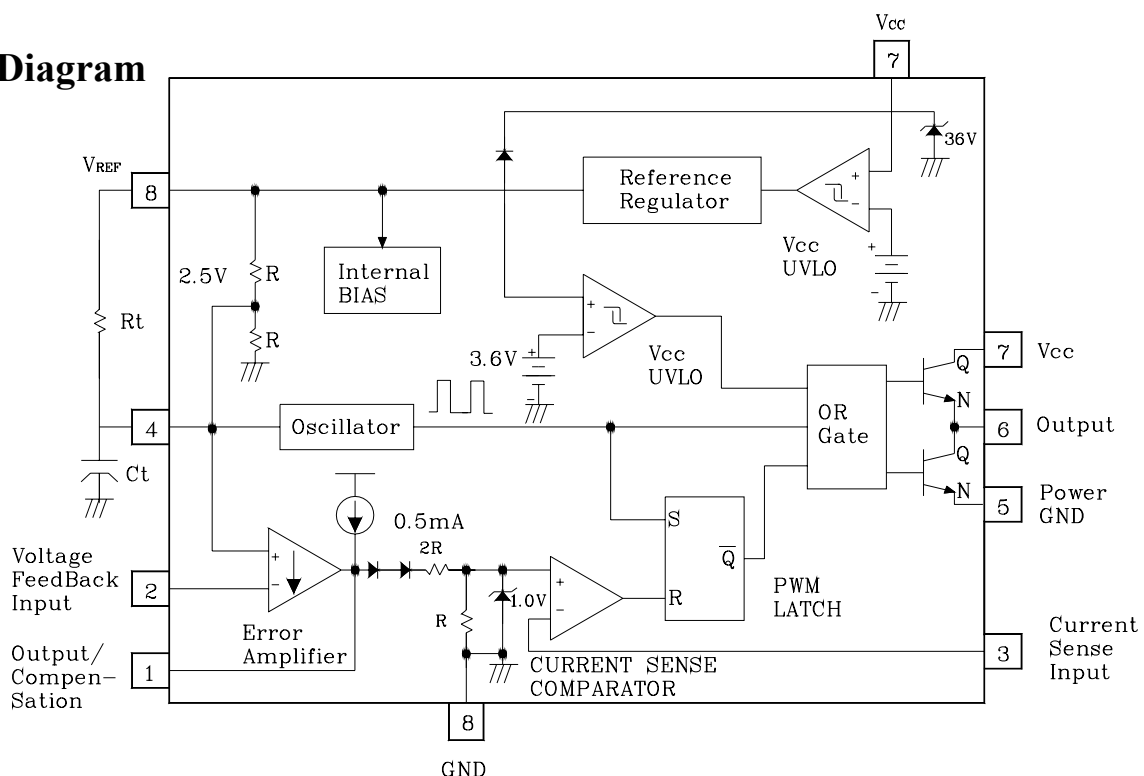 Diagram
Vcc
7
36V
VREF
8
Reference
Regulator
+
-
Vcc
UVLO
+
-
2.5V
R
Internal
BIAS
Rt
R
+
-
3.6V
+
-
Vcc
UVLO
7
Vcc
Q
N
OR
Gate
6
Output
Q
N
4
Oscillator
Ct
5
Power
GND
0.5mA
2R
S
Q
R
PWM
LATCH
Voltage
FeedBack
Input
2
+
-
1.0V
R
+
-
Error
Amplifier
Output/
Compen-
Sation
1
CURRENT SENSE
COMPARATOR
3
Current
Sense
Input
8
GND